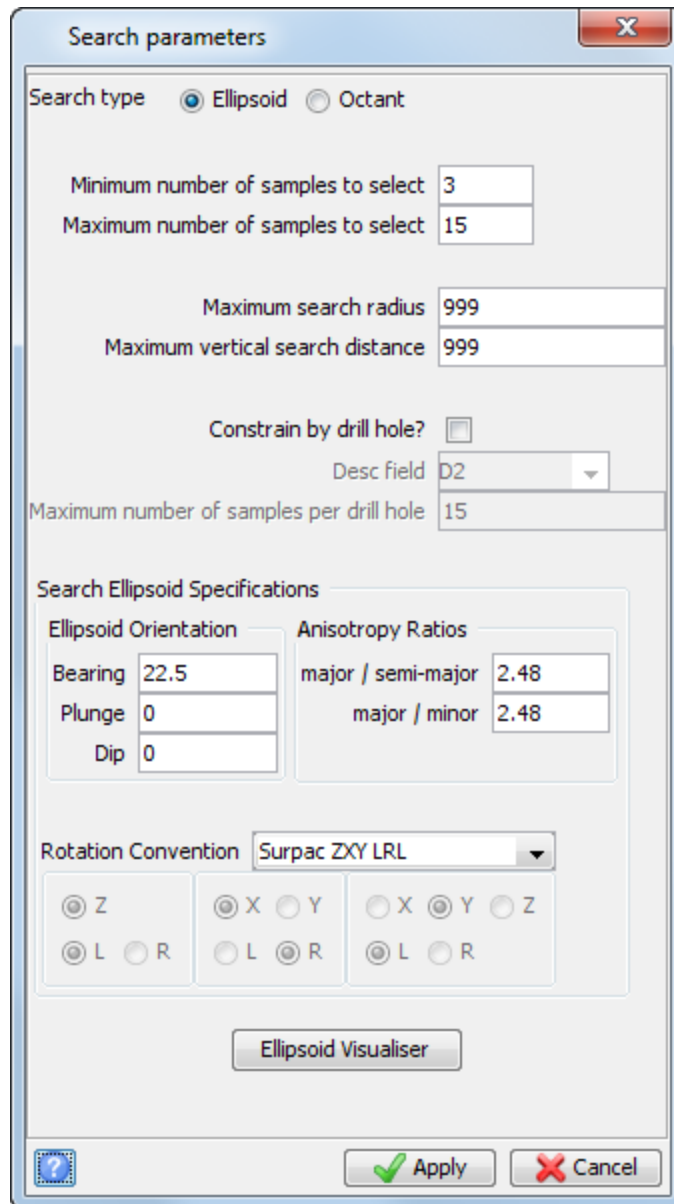 Search parameters
Search type Ellipsoid Octant
Minimum number of samples to select 3
Maximum number of samples to select 15
Maximum search radius 999
Maximum vertical search distance 999
Constrain by drill hole?
Desc field D2
Maximum number of samples per drill hole 15
Search Ellipsoid Specifications
Ellipsoid Orientation Anisotropy Ratios
Bearing 22.5 major / semi-major 2.48
Plunge 0 major / minor 2.48
Dip 0
Rotation Convention Surpac ZXY LRL
Z X Y X Y Z
L R L R L R
Ellipsoid Visualiser
? Apply Cancel